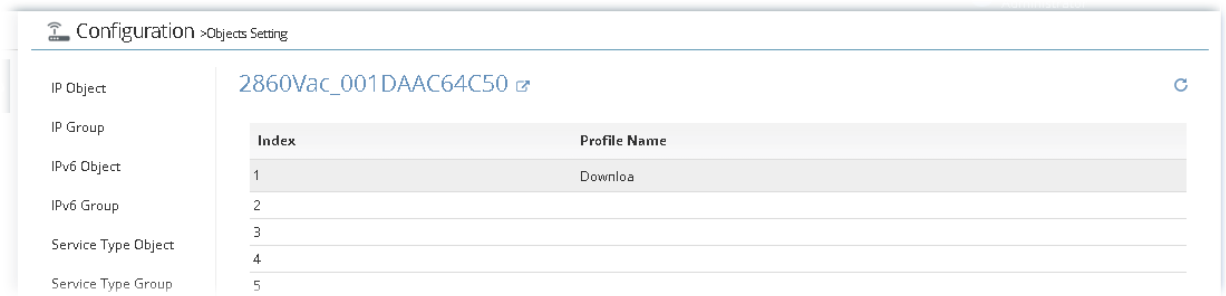 Configuration >Objects Setting
IP Object
IP Group
IPv6 Object
IPv6 Group
Service Type Object
Service Type Group
2860Vac_001DAAC64C50
Index Profile Name
1 Downloa
2
3
4
5